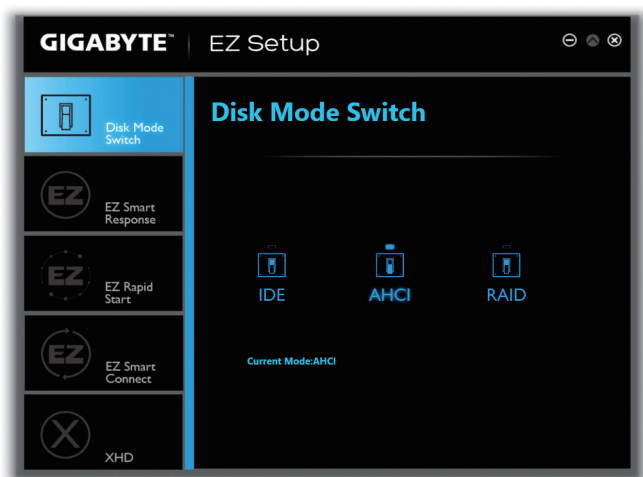 GIGABYTE™ EZ Setup
Disk Mode
Switch
EZ
EZ Smart
Response
EZ
EZ Rapid
Start
EZ
EZ Smart
Connect
X
XHD
Disk Mode Switch
IDE AHCI RAID
Current Mode:AHCI